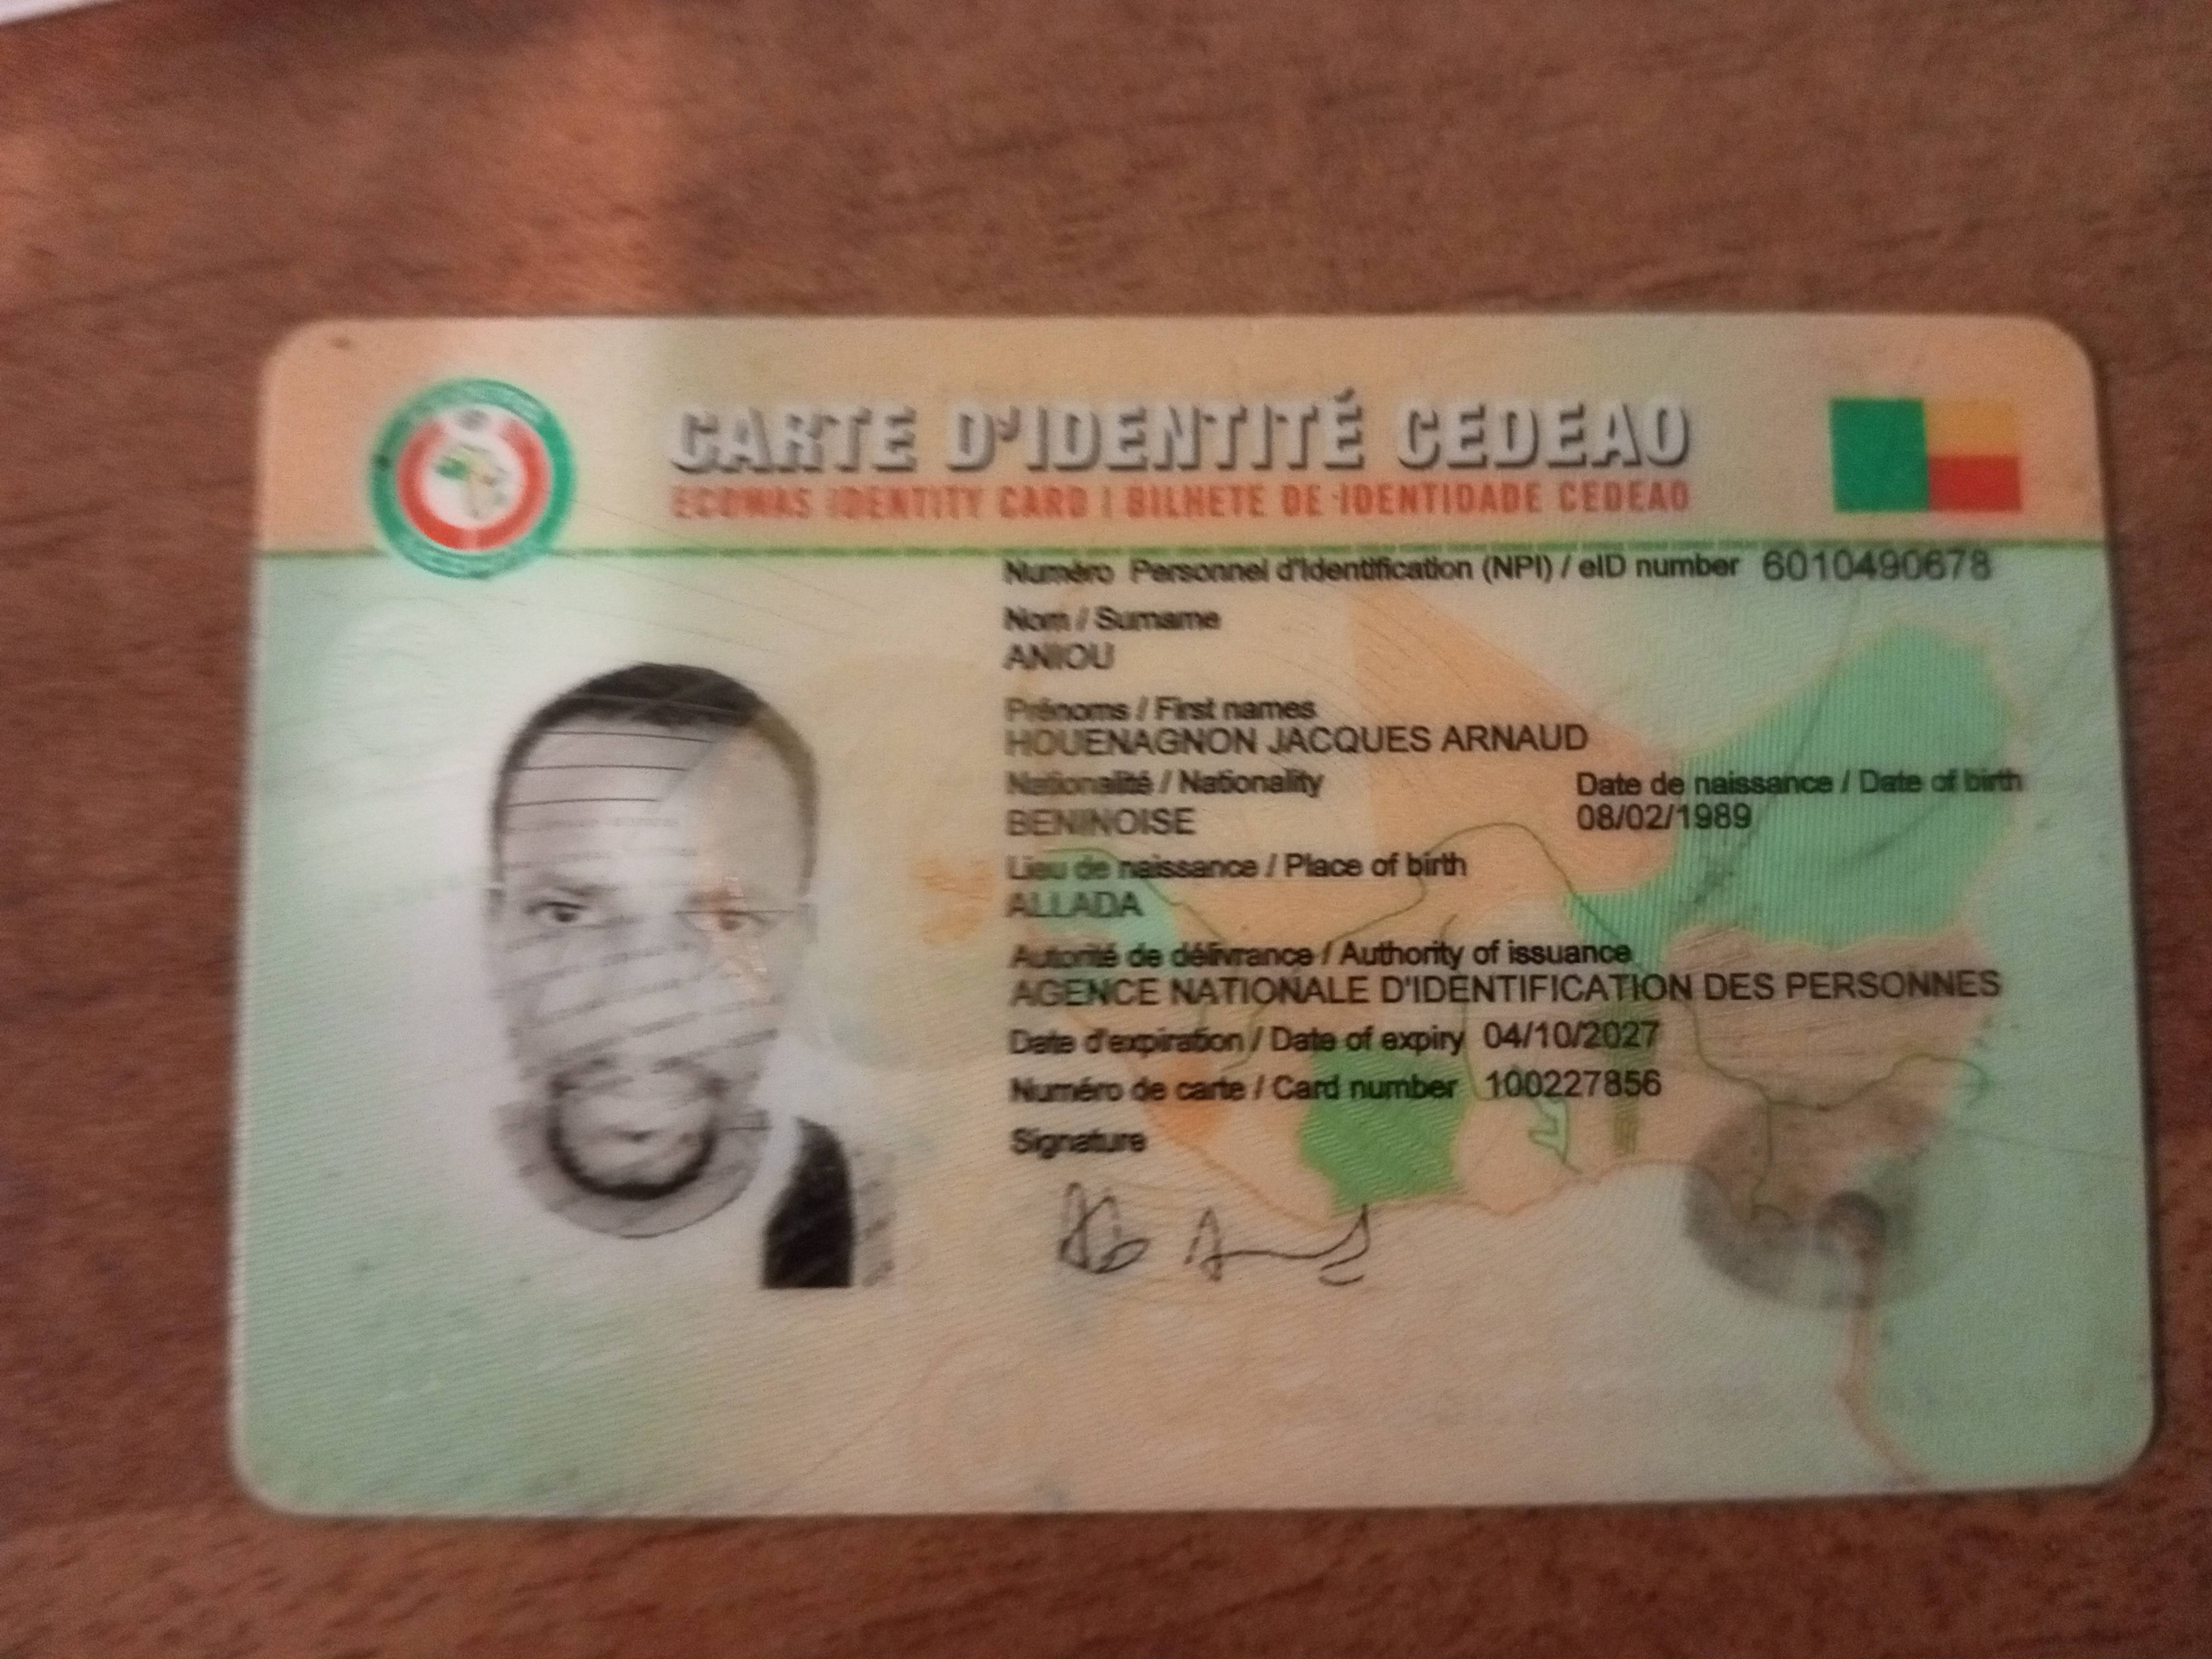 CARTE D'IDENTITÉ CEDEAO
ECOWAS IDENTITY CARD | BILHETE DE IDENTIDADE CEDEAO
Numéro Personnel d'Identification (NPI) / eID number 6010490678
Nom / Surname
ANIOU
Prénoms / First names
HOUENAGNON JACQUES ARNAUD
Nationalité / Nationality
BENINOISE
Date de naissance / Date of birth
08/02/1989
Lieu de naissance / Place of birth
ALLADA
Autorité de délivrance / Authority of issuance
AGENCE NATIONALE D'IDENTIFICATION DES PERSONNES
Date d'expiration / Date of expiry 04/10/2027
Numéro de carte / Card number 100227856
Signature